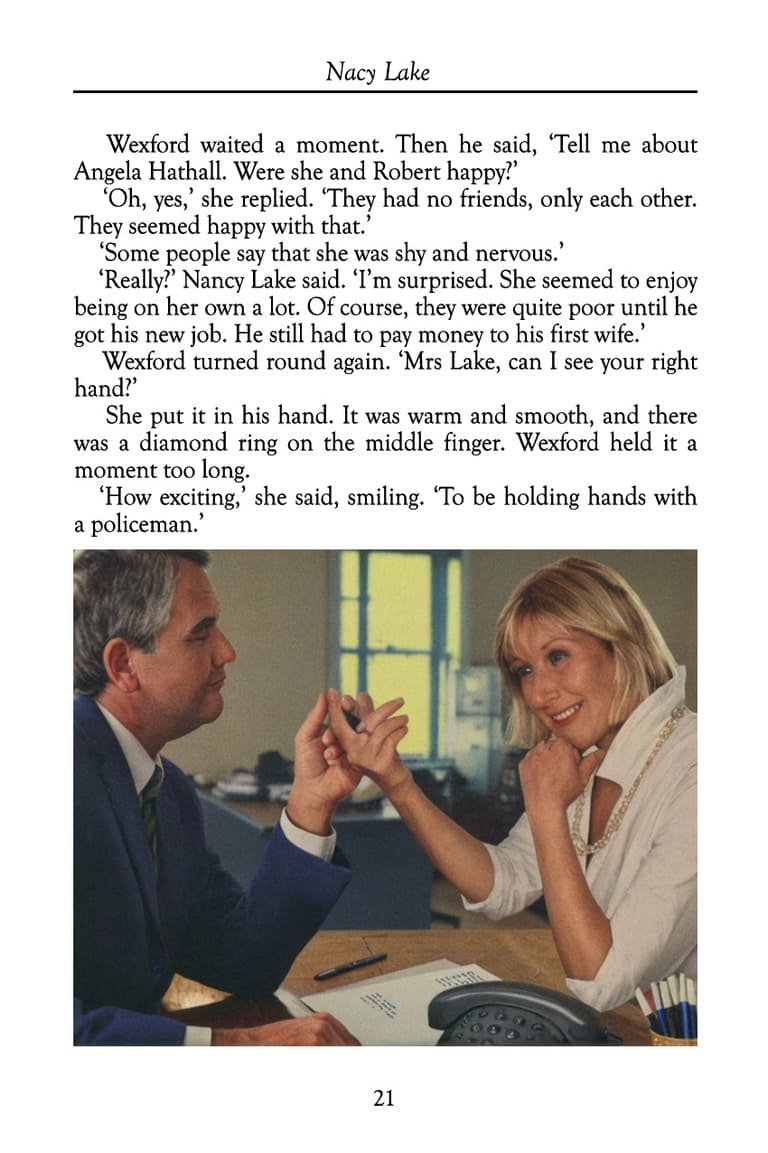 Nacy Lake
Wexford waited a moment. Then he said, ‘Tell me about
Angela Hathall. Were she and Robert happy?’
‘Oh, yes,’ she replied. ‘They had no friends, only each other.
They seemed happy with that.’
‘Some people say that she was shy and nervous.’
‘Really?’ Nancy Lake said. ‘I’m surprised. She seemed to enjoy
being on her own a lot. Of course, they were quite poor until he
got his new job. He still had to pay money to his first wife.’
Wexford turned round again. ‘Mrs Lake, can I see your right
hand?’
She put it in his hand. It was warm and smooth, and there
was a diamond ring on the middle finger. Wexford held it a
moment too long.
‘How exciting,’ she said, smiling. ‘To be holding hands with
a policeman.’
21